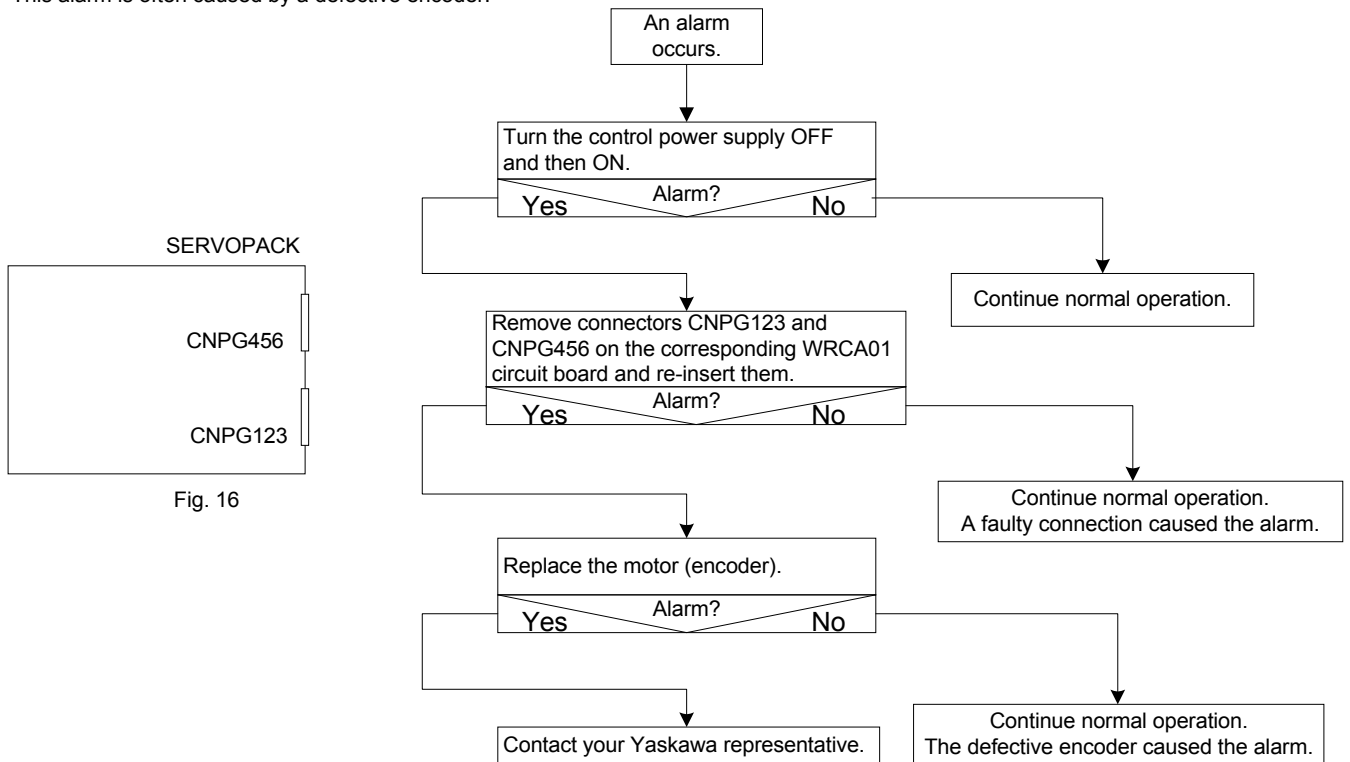 This alarm is often caused by a defective encoder.
An alarm
occurs.
Turn the control power supply OFF
and then ON.
Alarm?
Yes
No
Continue normal operation.
SERVOPACK
CNPG456
CNPG123
Fig. 16
Remove connectors CNPG123 and
CNPG456 on the corresponding WRCA01
circuit board and re-insert them.
Alarm?
Yes
No
Continue normal operation.
A faulty connection caused the alarm.
Replace the motor (encoder).
Alarm?
Yes
No
Contact your Yaskawa representative.
Continue normal operation.
The defective encoder caused the alarm.